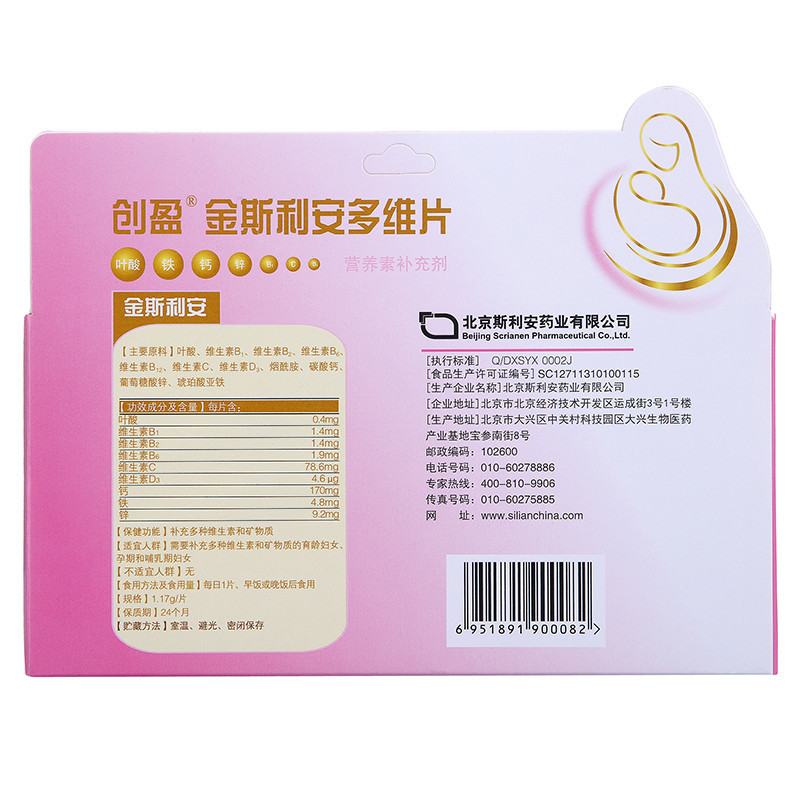 创盈® 金斯利安多维片
叶酸 铁 钙 锌 B₁ C
营养素补充剂
金斯利安
【主要原料】叶酸、维生素B₁、维生素B₂、维生素B₆、
维生素B₁₂、维生素C、维生素D₃、烟酰胺、碳酸钙、
葡萄糖酸锌、琥珀酸亚铁
【功效成分及含量】每片含:
叶酸 0.4mg
维生素B₁ 1.4mg
维生素B₂ 1.4mg
维生素B₆ 1.9mg
维生素C 78.6mg
维生素D₃ 4.6μg
钙 170mg
铁 4.8mg
锌 9.2mg
【保健功能】补充多种维生素和矿物质
【适宜人群】需要补充多种维生素和矿物质的育龄妇女、
孕期和哺乳期妇女
【不适宜人群】无
【食用方法及食用量】每日1片、早饭或晚饭后食用
【规格】1.17g/片
【保质期】24个月
【贮藏方法】室温、避光、密闭保存
北京斯利安药业有限公司
Beijing Scrianen Pharmaceutical Co.,Ltd.
[执行标准] Q/DXSYX 0002J
[食品生产许可证编号] SC12711310100115
[生产企业名称]北京斯利安药业有限公司
[企业地址]北京市北京经济技术开发区运成街3号1号楼
[生产地址]北京市大兴区中关村科技园区大兴生物医药
产业基地宝参南街8号
邮政编码:102600
电话号码:010-60278886
专家热线:400-810-9906
传真号码:010-60275885
网 址:www.silianchina.com
6 951891 900082 >